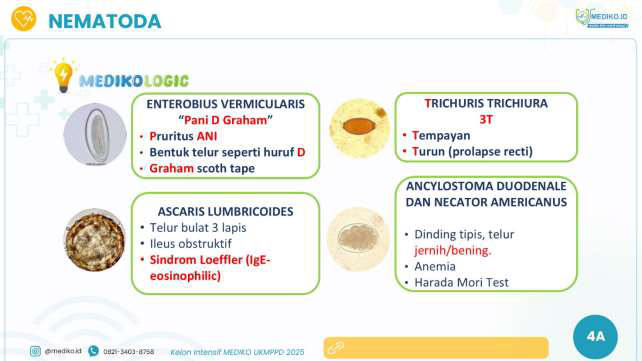 NEMATODA
MEDIKO.ID
MEDIKOLOGIC
ENTEROBIUS VERMICULARIS
“Pani D Graham”
• Pruritus ANI
• Bentuk telur seperti huruf D
• Graham scoth tape
TRICHURIS TRICHIURA
3T
• Tempayan
• Turun (prolapse recti)
ASCARIS LUMBRICOIDES
• Telur bulat 3 lapis
• Ileus obstruktif
• Sindrom Loeffler (IgE-
eosinophilic)
ANCYLOSTOMA DUODENALE
DAN NECATOR AMERICANUS
• Dinding tipis, telur
jernih/bening.
• Anemia
• Harada Mori Test
4A
@mediko.id
0821-3403-8758
Kelon Intensif MEDIKO UKMPPD 2025